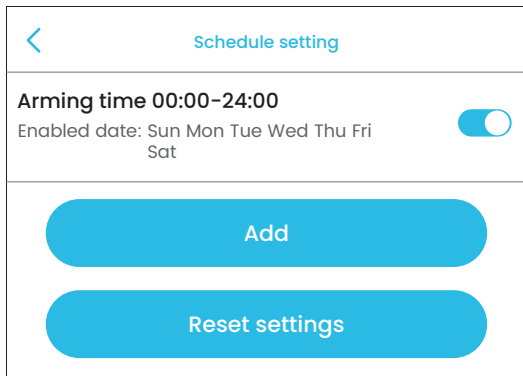 Schedule setting
Arming time 00:00-24:00
Enabled date: Sun Mon Tue Wed Thu Fri
Sat
Add
Reset settings